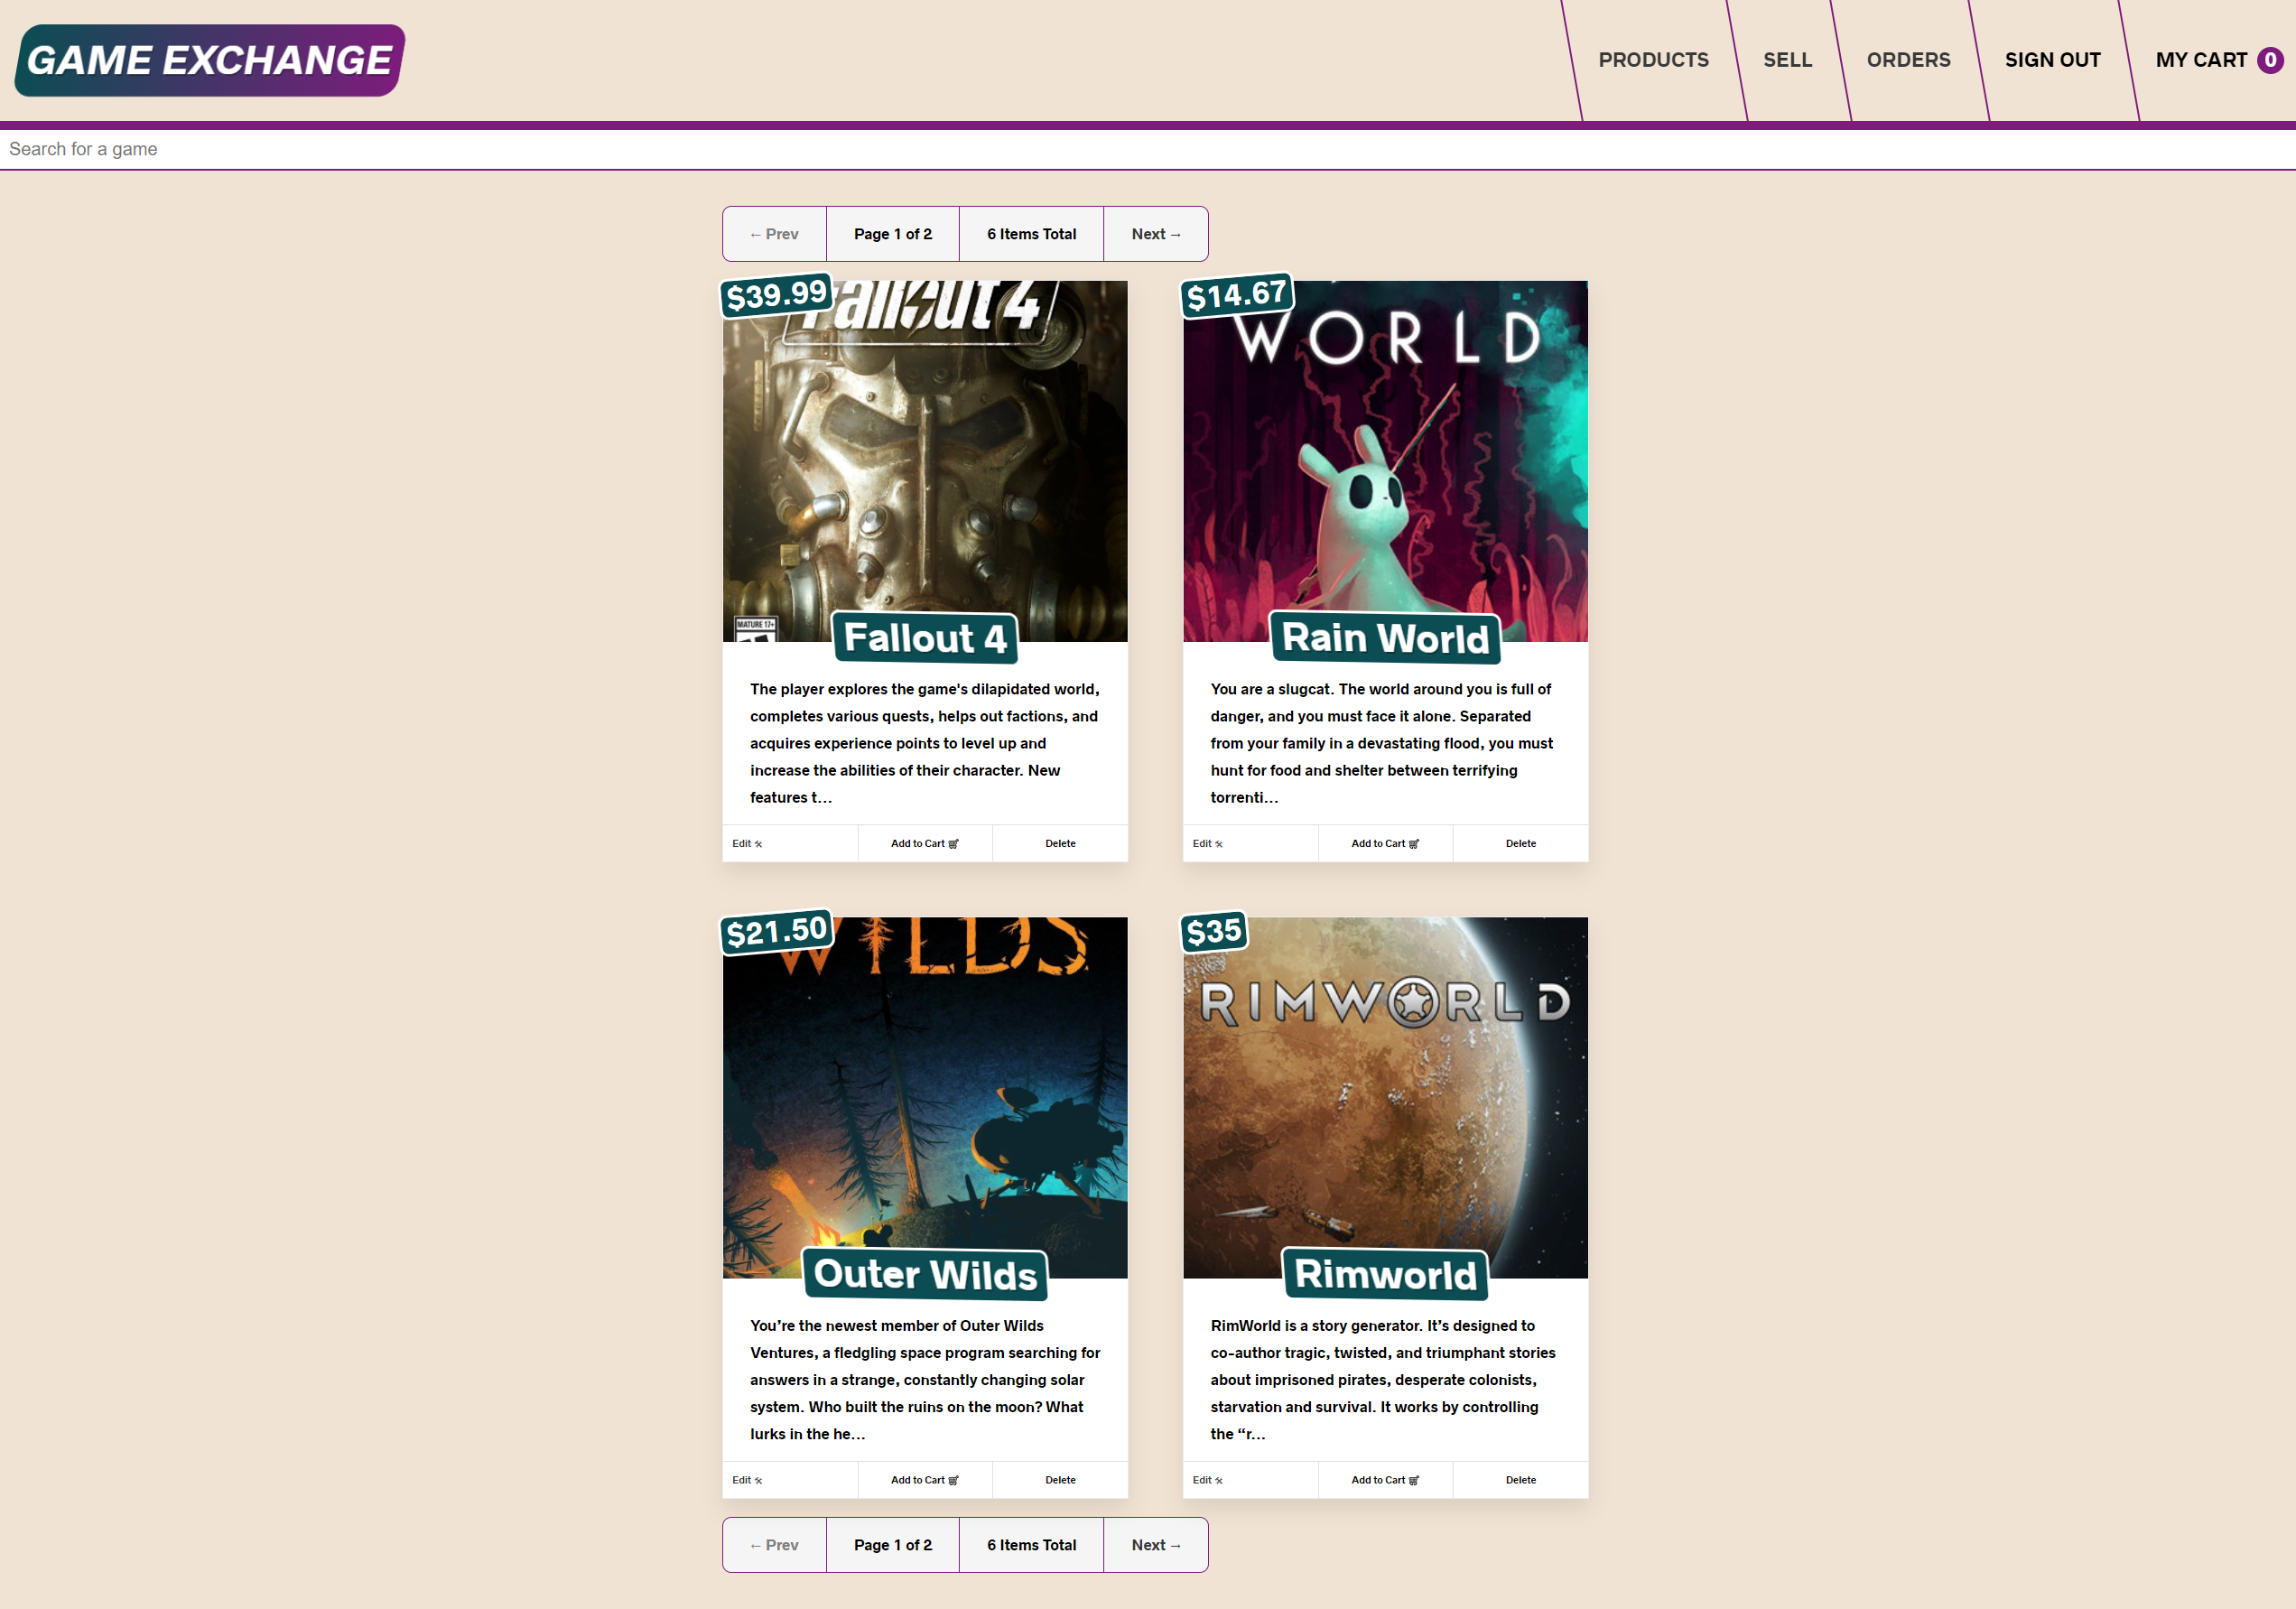 GAME EXCHANGE
PRODUCTS
SELL
ORDERS
SIGN OUT
MY CART 0
Search for a game
← Prev
Page 1 of 2
6 Items Total
Next →
$39.99
Fallout 4
MATURE 17+
Fallout 4
The player explores the game's dilapidated world,
completes various quests, helps out factions, and
acquires experience points to level up and
increase the abilities of their character. New
features t...
Edit
Add to Cart
Delete
$14.67
WORLD
Rain World
You are a slugcat. The world around you is full of
danger, and you must face it alone. Separated
from your family in a devastating flood, you must
hunt for food and shelter between terrifying
torrenti...
Edit
Add to Cart
Delete
$21.50
WILDS
Outer Wilds
You’re the newest member of Outer Wilds
Ventures, a fledgling space program searching for
answers in a strange, constantly changing solar
system. Who built the ruins on the moon? What
lurks in the he...
Edit
Add to Cart
Delete
$35
RIMWORLD
Rimworld
RimWorld is a story generator. It’s designed to
co-author tragic, twisted, and triumphant stories
about imprisoned pirates, desperate colonists,
starvation and survival. It works by controlling
the “r...
Edit
Add to Cart
Delete
← Prev
Page 1 of 2
6 Items Total
Next →